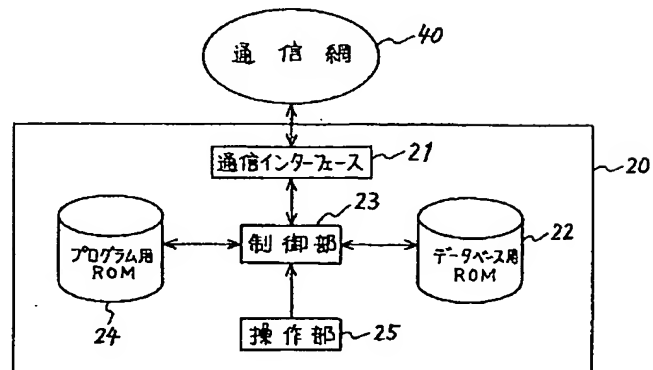 通信網
40
通信インターフェース
21
20
23
プログラム用
ROM
制御部
データベース用
ROM
22
24
操作部
25